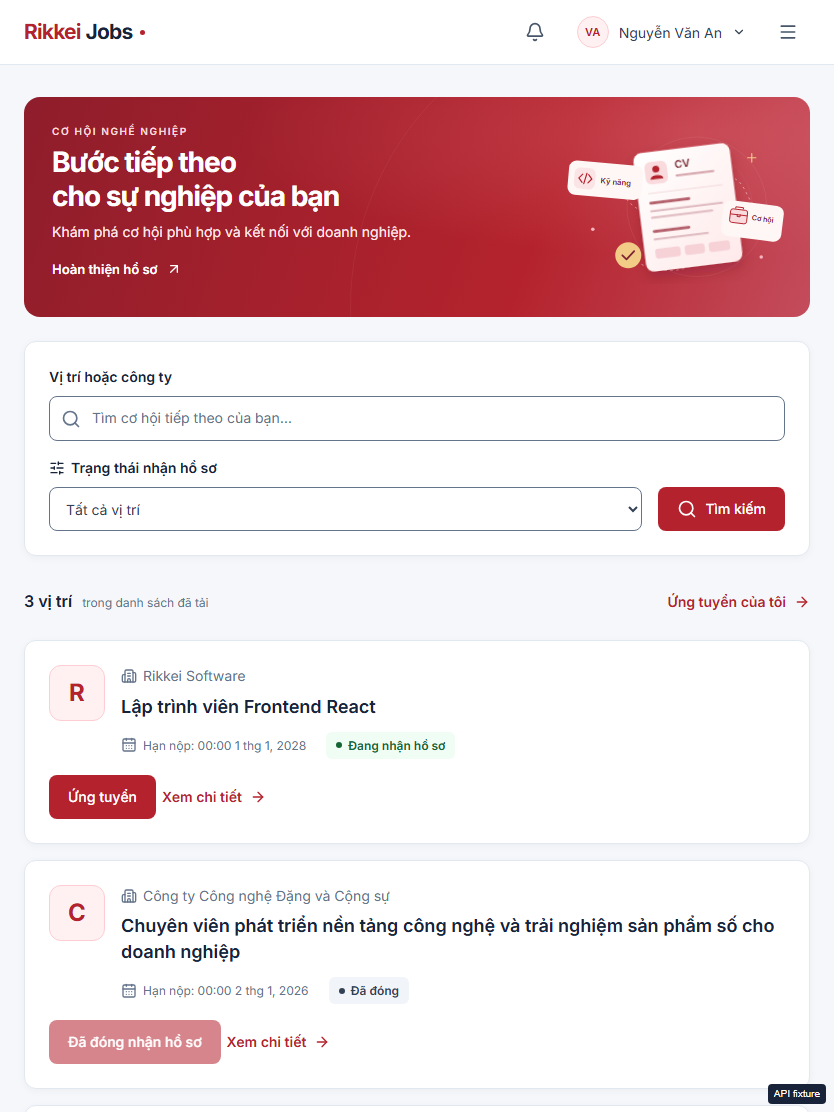 Rikkei Jobs
VA
Nguyễn Văn An
CƠ HỘI NGHỀ NGHIỆP
Bước tiếp theo
cho sự nghiệp của bạn
Khám phá cơ hội phù hợp và kết nối với doanh nghiệp.
Hoàn thiện hồ sơ
CV
Kỹ năng
Cơ hội
Vị trí hoặc công ty
Tìm cơ hội tiếp theo của bạn...
Trạng thái nhận hồ sơ
Tất cả vị trí
Tìm kiếm
3 vị trí trong danh sách đã tải
Ứng tuyển của tôi
R
Rikkei Software
Lập trình viên Frontend React
Hạn nộp: 00:00 1 thg 1, 2028
Đang nhận hồ sơ
Ứng tuyển
Xem chi tiết
C
Công ty Công nghệ Đặng và Cộng sự
Chuyên viên phát triển nền tảng công nghệ và trải nghiệm sản phẩm số cho
doanh nghiệp
Hạn nộp: 00:00 2 thg 1, 2026
Đã đóng
Đã đóng nhận hồ sơ
Xem chi tiết
API fixture